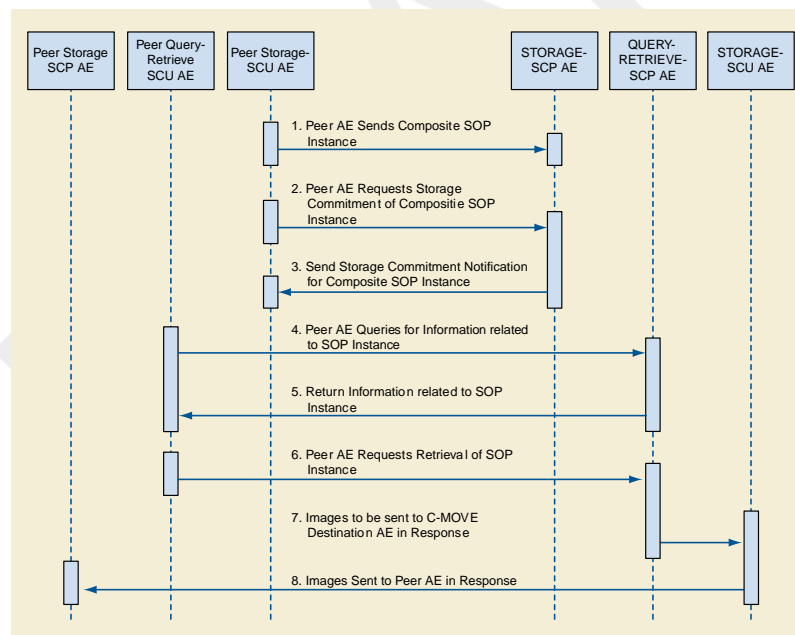 Peer Storage
SCP AE
Peer Query-
Retrieve
SCU AE
Peer Storage-
SCU AE
STORAGE-
SCP AE
QUERY-
RETRIEVE-
SCP AE
STORAGE-
SCU AE
1. Peer AE Sends Composite SOP
Instance
2. Peer AE Requests Storage
Commitment of Compositie SOP
Instance
3. Send Storage Commitment Notification
for Composite SOP Instance
4. Peer AE Queries for Information related
to SOP Instance
5. Return Information related to SOP
Instance
6. Peer AE Requests Retrieval of SOP
Instance
7. Images to be sent to C-MOVE
Destination AE in Response
8. Images Sent to Peer AE in Response